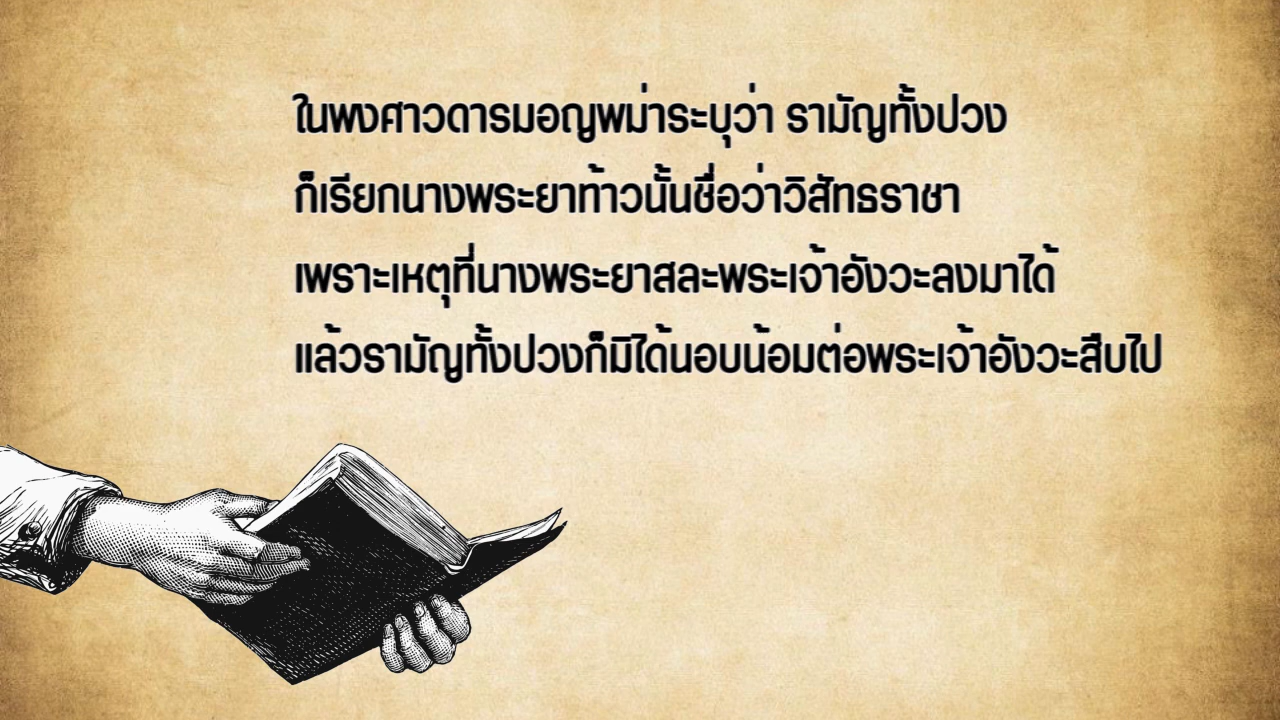 ในพงศาวดารมอญพม่าระบุว่า รามัญทั้งปวง
ก็เรียกนางพระยาท้าวนั้นชื่อว่าวิสัทธราชา
เพราะเหตุที่นางพระยาสละพระเจ้าอังวะลงมาได้
แล้วรามัญทั้งปวงก็มิได้นอบน้อมต่อพระเจ้าอังวะสืบไป